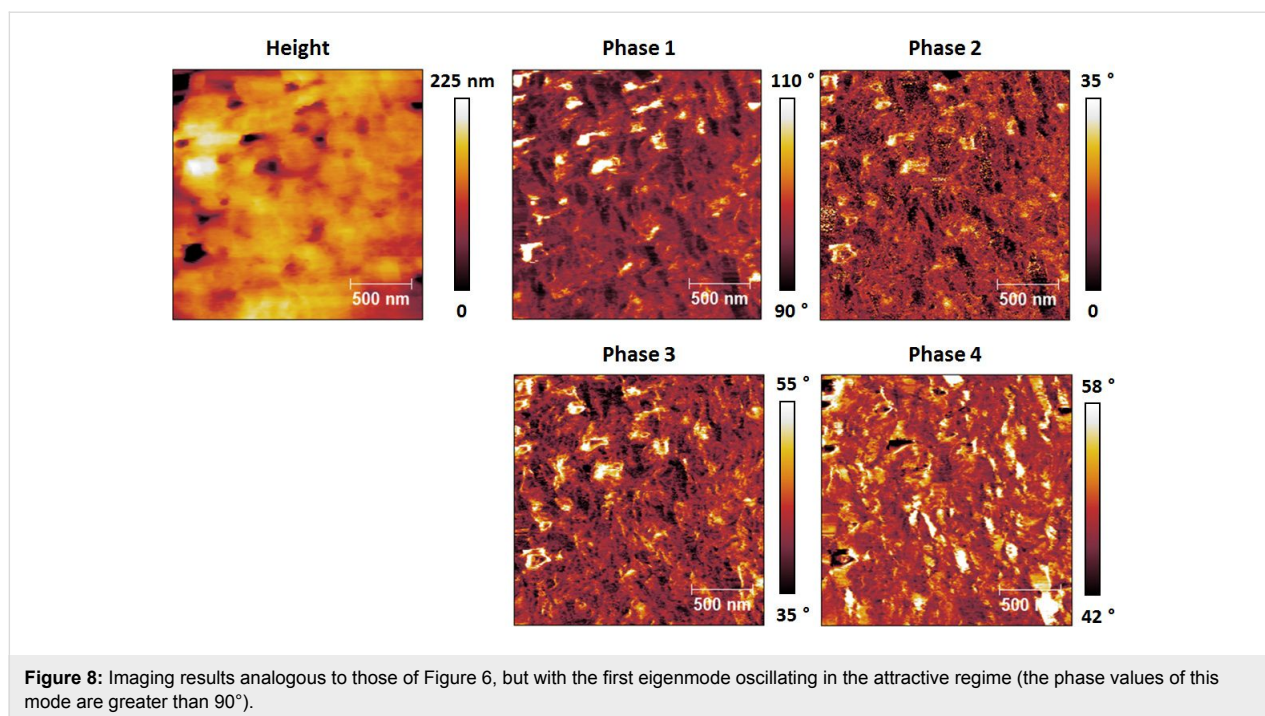 Height
Phase 1
Phase 2
225 nm
110 °
35 °
500 nm
500 nm
500 nm
0
90 °
0
Phase 3
Phase 4
55 °
58 °
500 nm
500
35 °
42 °
Figure 8: Imaging results analogous to those of Figure 6, but with the first eigenmode oscillating in the attractive regime (the phase values of this
mode are greater than 90°).